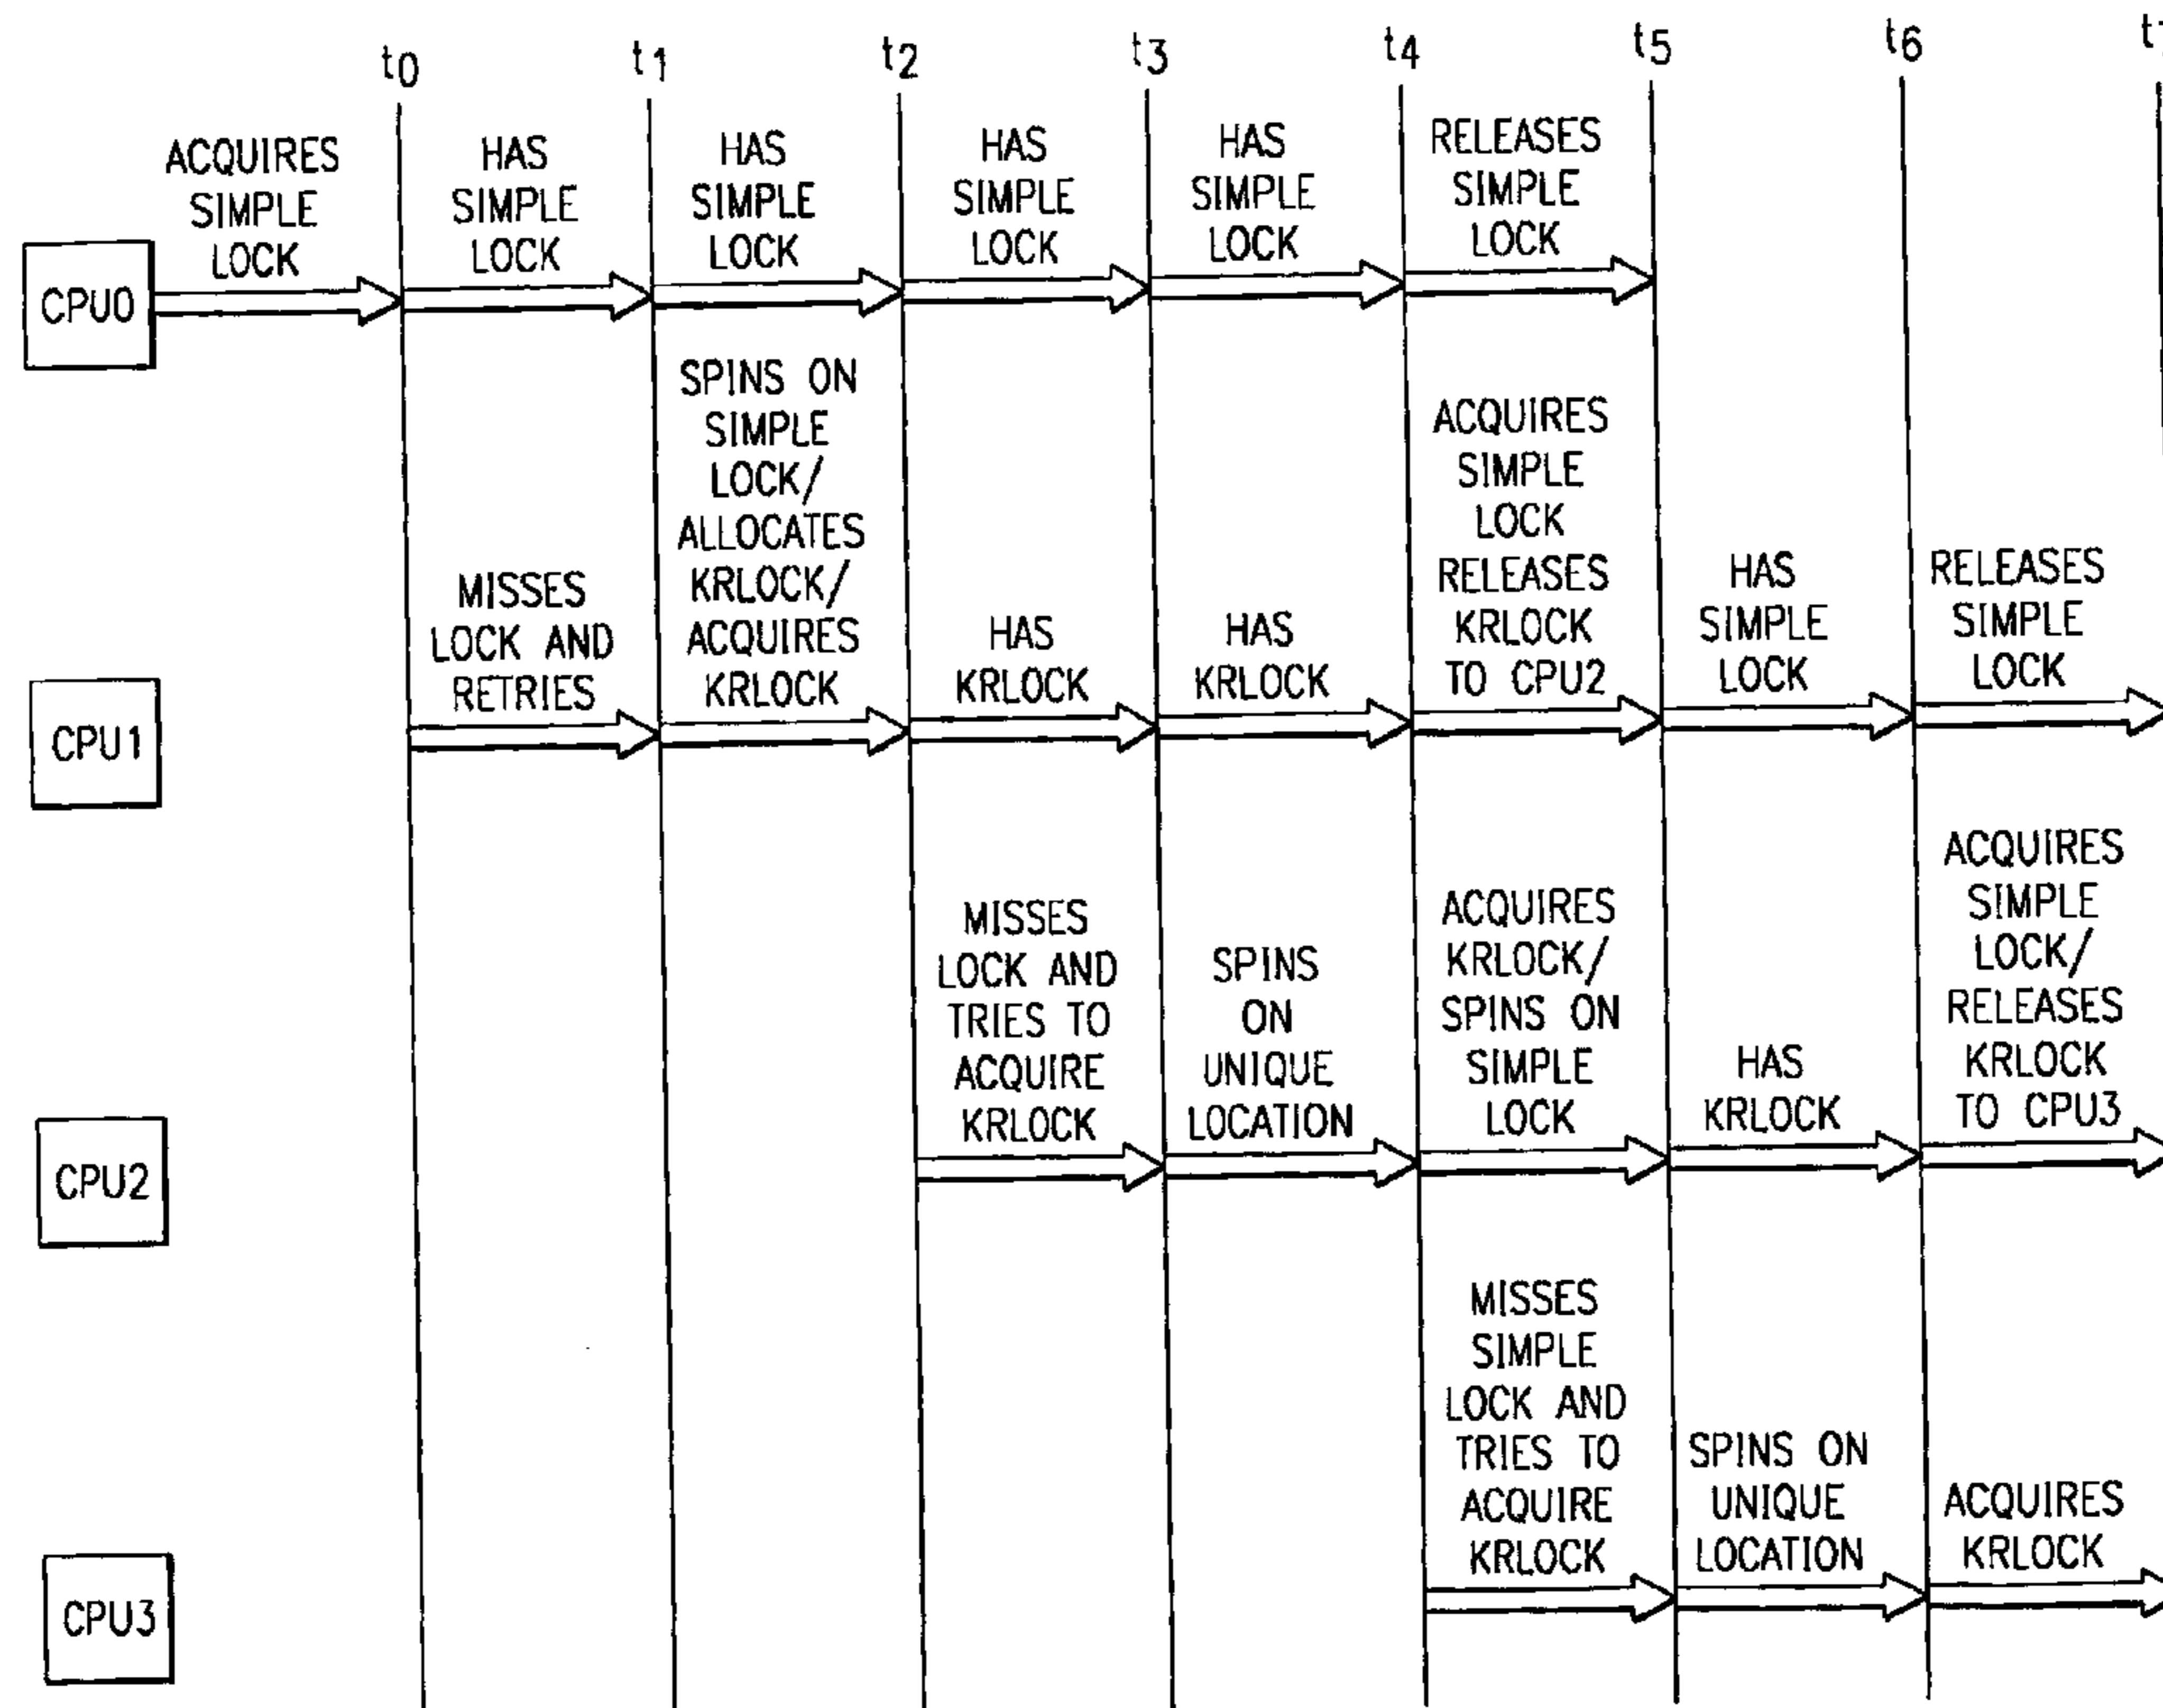 t0
t1
t2
t3
t4
t5
t6
ACQUIRES
SIMPLE
LOCK
HAS
SIMPLE
LOCK
HAS
SIMPLE
LOCK
HAS
SIMPLE
LOCK
HAS
SIMPLE
LOCK
RELEASES
SIMPLE
LOCK
CPU0
MISSES
LOCK AND
RETRIES
SPINS ON
SIMPLE
LOCK/
ALLOCATES
KRLOCK/
ACQUIRES
KRLOCK
HAS
KRLOCK
HAS
KRLOCK
ACQUIRES
SIMPLE
LOCK
RELEASES
KRLOCK
TO CPU2
HAS
SIMPLE
LOCK
RELEASES
SIMPLE
LOCK
CPU1
MISSES
LOCK AND
TRIES TO
ACQUIRE
KRLOCK
SPINS
ON
UNIQUE
LOCATION
ACQUIRES
KRLOCK/
SPINS ON
SIMPLE
LOCK
HAS
KRLOCK
ACQUIRES
SIMPLE
LOCK/
RELEASES
KRLOCK
TO CPU3
CPU2
MISSES
SIMPLE
LOCK AND
TRIES TO
ACQUIRE
KRLOCK
SPINS ON
UNIQUE
LOCATION
ACQUIRES
KRLOCK
CPU3